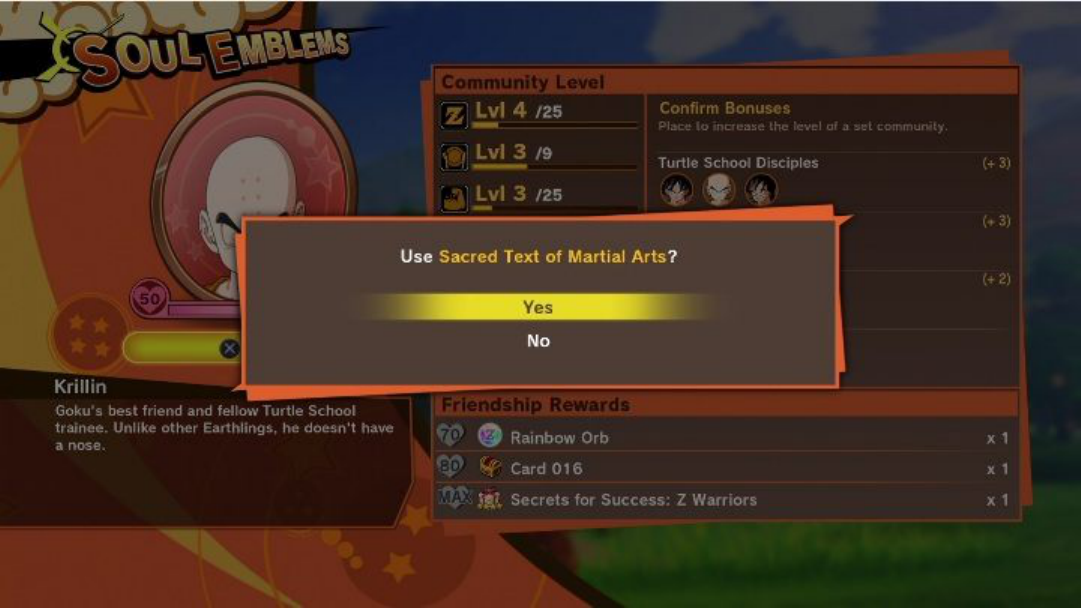 SOUL EMBLEMS
Community Level
Lvl 4 /25
Confirm Bonuses
Place to increase the level of a set community.
Lvl 3 /9
Turtle School Disciples (+ 3)
Lvl 3 /25
(+ 3)
Use Sacred Text of Martial Arts?
(+ 2)
50
Yes
No
Krillin
Goku's best friend and fellow Turtle School
trainee. Unlike other Earthlings, he doesn't have
a nose.
Friendship Rewards
70 Rainbow Orb x 1
80 Card 016 x 1
MAX Secrets for Success: Z Warriors x 1